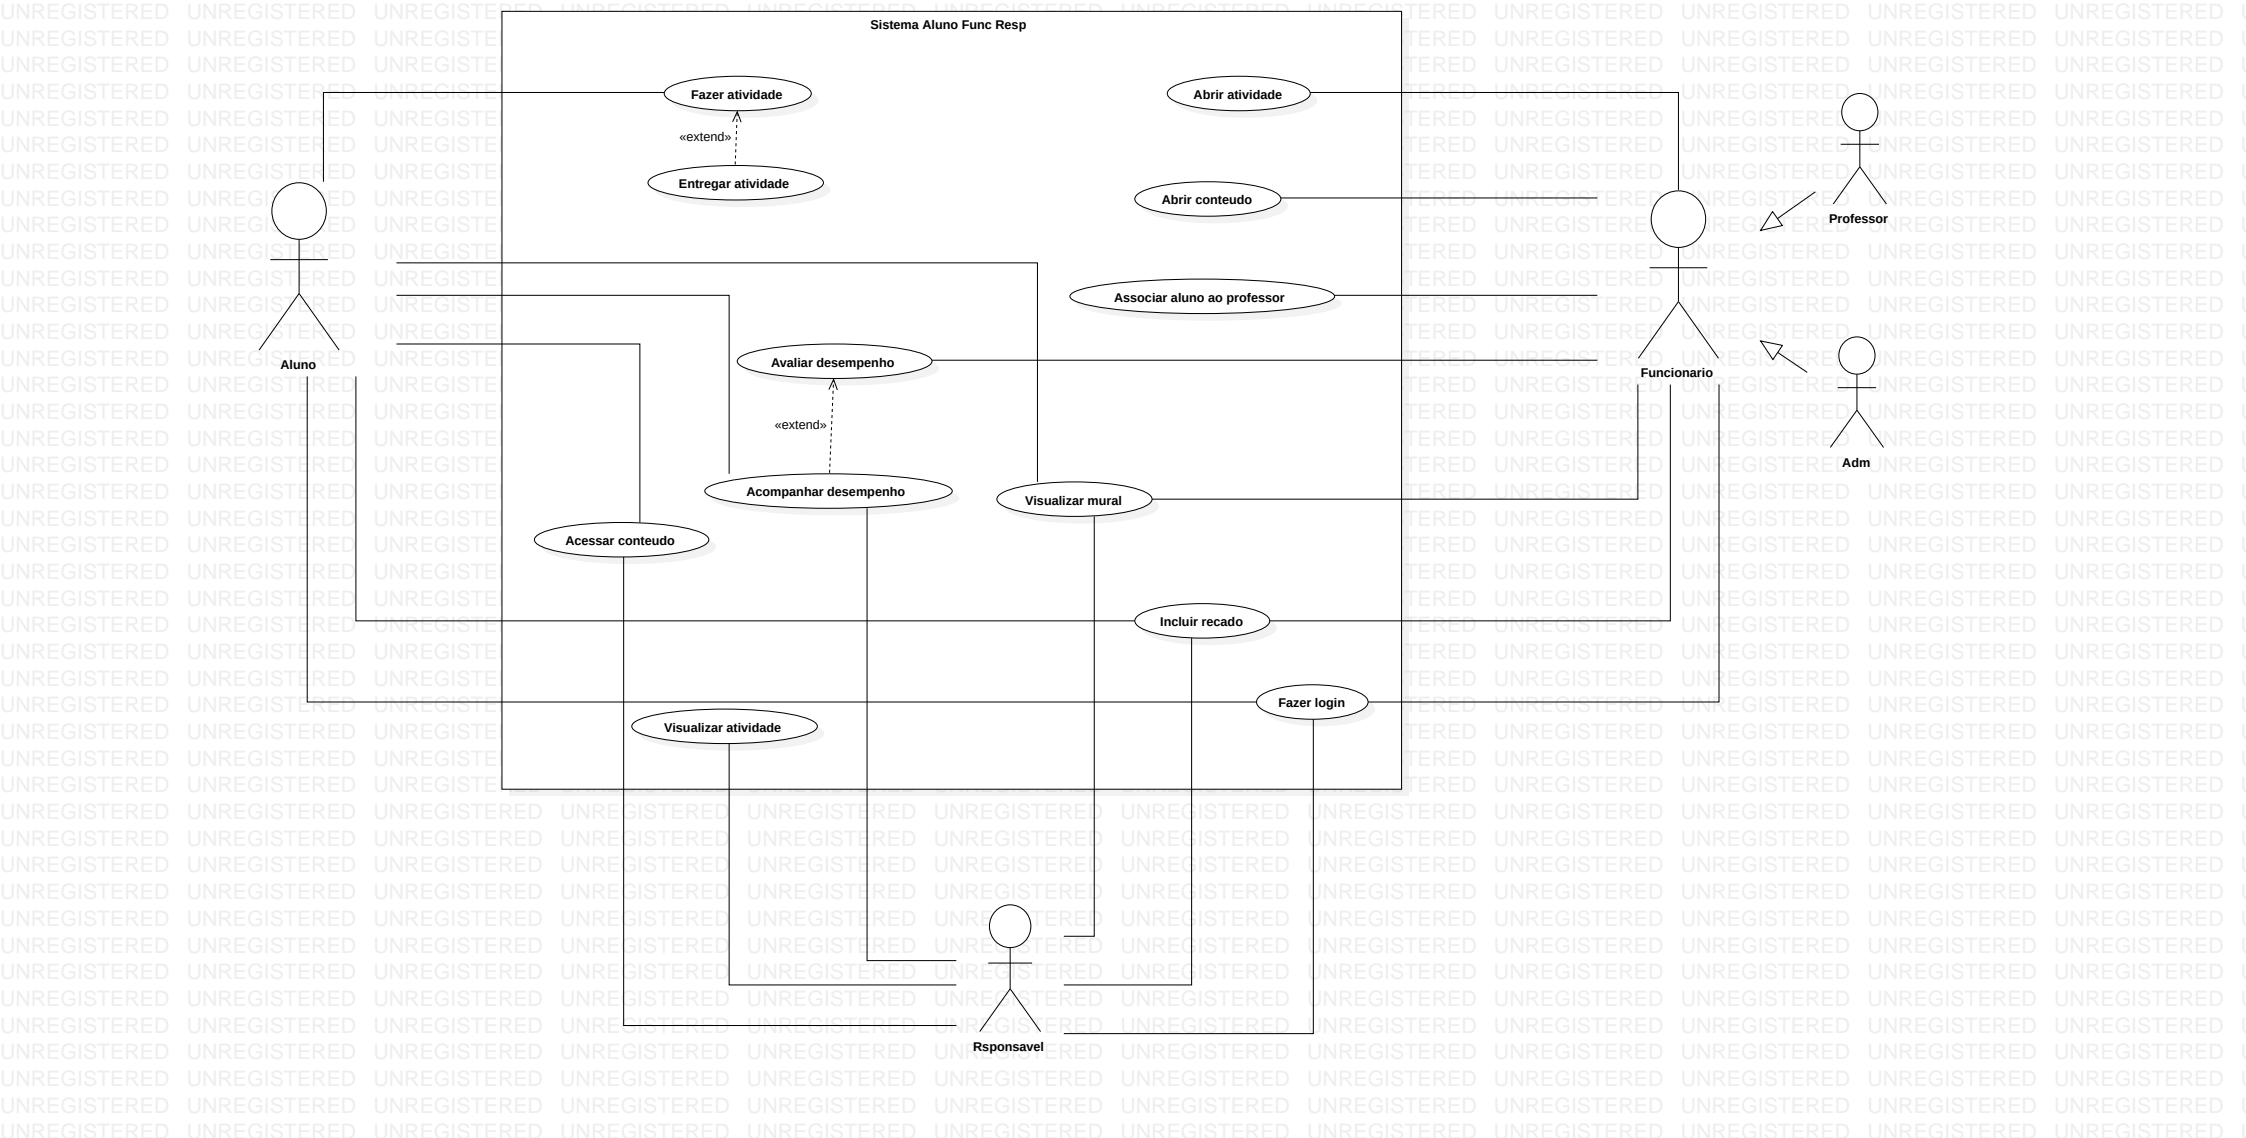 Sistema Aluno Func Resp
Fazer atividade
Abrir atividade
«extend»
Entregar atividade
Abrir conteudo
Professor
Associar aluno ao professor
Avaliar desempenho
Aluno
Funcionario
«extend»
Adm
Acompanhar desempenho
Visualizar mural
Acessar conteudo
Incluir recado
Fazer login
Visualizar atividade
Rsponsavel
UNREGISTERED